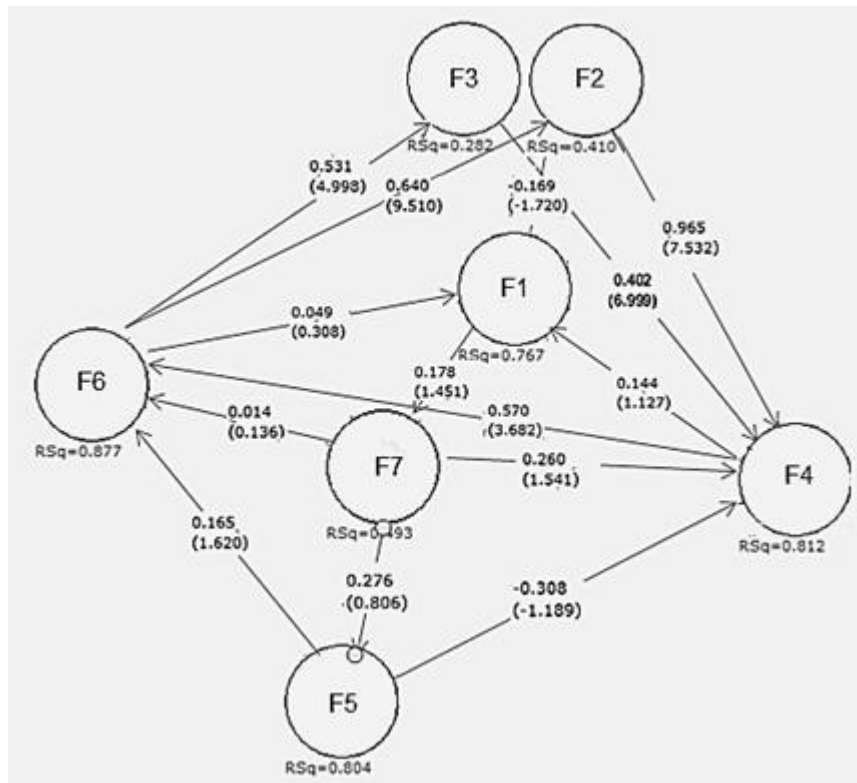 F3
F2
RSq=0.282
RSq=0.410
0.531
(4.998)
0.640
(9.510)
-0.169
(-1.720)
0.965
(7.532)
F1
0.402
(6.999)
0.049
(0.308)
RSq=0.767
F6
0.178
(1.451)
0.144
(1.127)
0.014
(0.136)
0.570
(3.682)
RSq=0.877
F7
0.260
(1.541)
F4
RSq=0.812
0.165
(1.620)
0.276
(0.806)
-0.308
(-1.189)
F5
RSq=0.804